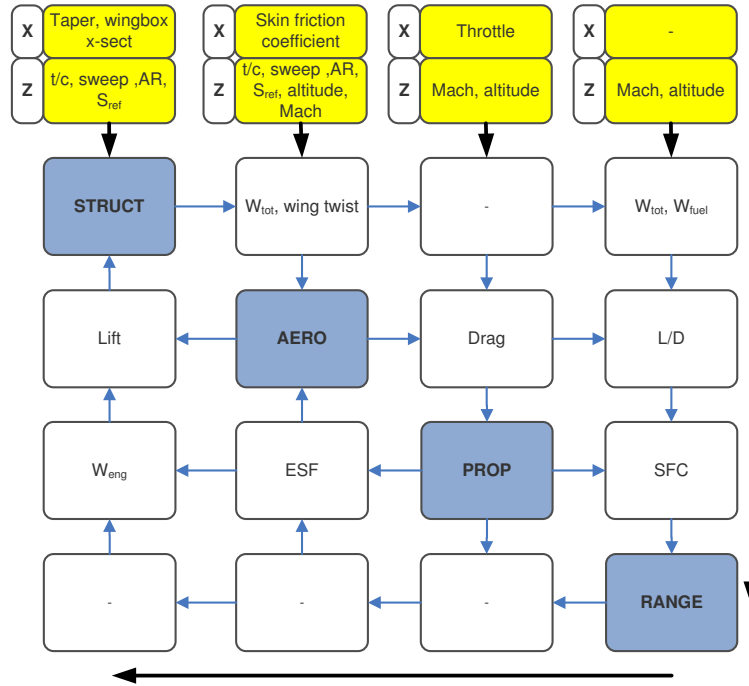 X
Taper, wingbox
x-sect
X
Skin friction
coefficient
X
Throttle
X
-
Z
t/c, sweep ,AR,
Sref
Z
t/c, sweep ,AR,
Sref, altitude,
Mach
Z
Mach, altitude
Z
Mach, altitude
STRUCT
Wtot, wing twist
-
Wtot, Wfuel
Lift
AERO
Drag
L/D
Weng
ESF
PROP
SFC
-
-
-
RANGE